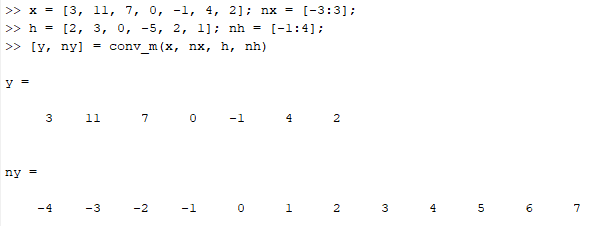 >> x = [3, 11, 7, 0, -1, 4, 2]; nx = [-3:3];
>> h = [2, 3, 0, -5, 2, 1]; nh = [-1:4];
>> [y, ny] = conv_m(x, nx, h, nh)
y =
3 11 7 0 -1 4 2
ny =
-4 -3 -2 -1 0 1 2 3 4 5 6 7